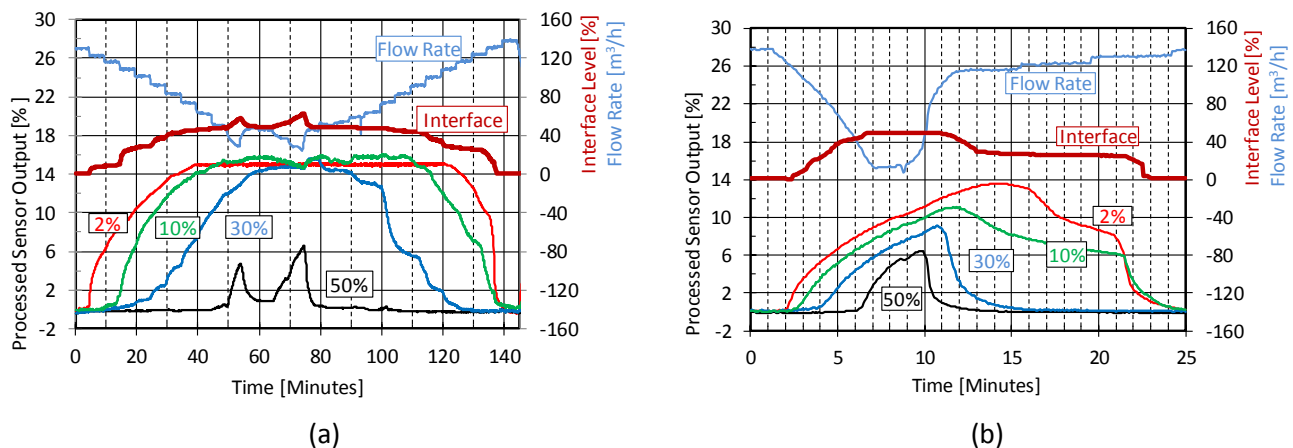 30
26
22
18
14
10
6
2
-2
Processed Sensor Output [%]
160
120
80
40
0
-40
-80
-120
-160
Interface Level [%]
Flow Rate [m³/h]
Flow Rate
Interface
2%
10%
30%
50%
0 20 40 60 80 100 120 140
Time [Minutes]
(a)
30
26
22
18
14
10
6
2
-2
Processed Sensor Output [%]
160
120
80
40
0
-40
-80
-120
-160
Interface Level [%]
Flow Rate [m³/h]
Flow Rate
Interface
2%
10%
30%
50%
0 5 10 15 20 25
Time [Minutes]
(b)